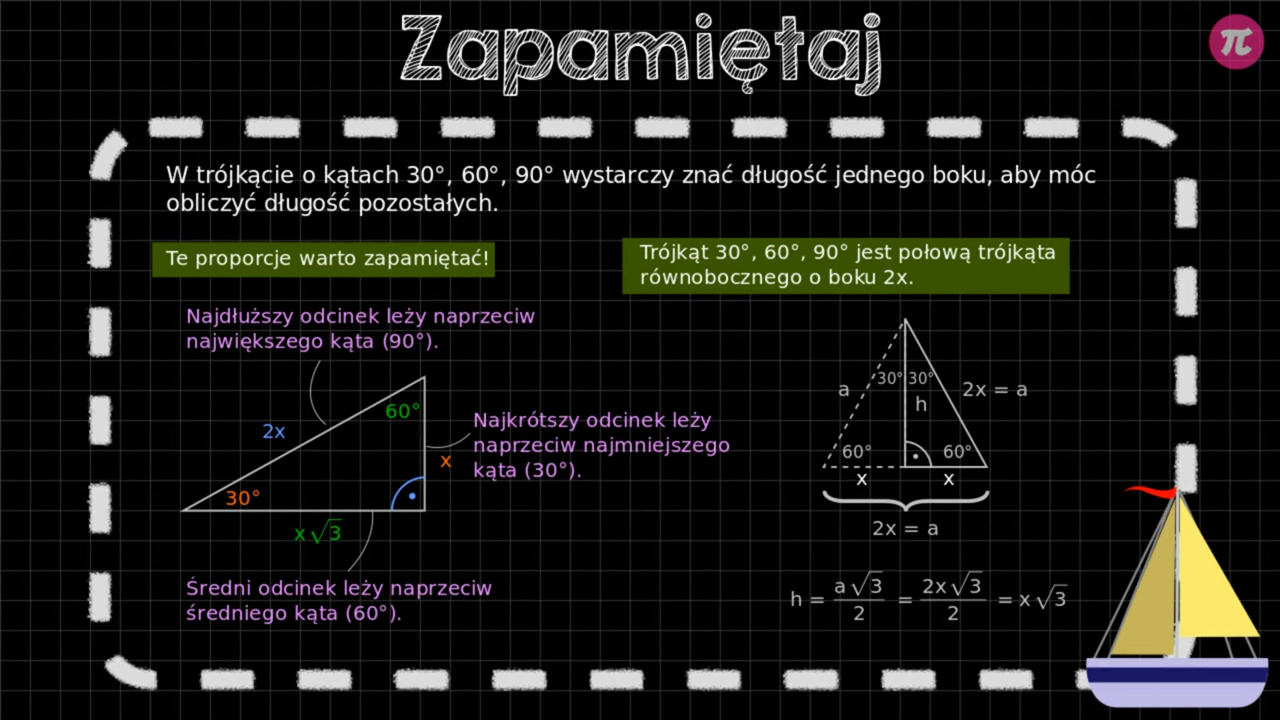 Zapamiętaj
π
W trójkącie o kątach 30°, 60°, 90° wystarczy znać długość jednego boku, aby móc
obliczyć długość pozostałych.
Te proporcje warto zapamiętać!
Najdłuższy odcinek leży naprzeciw
największego kąta (90°).
60°
2x
Najkrótszy odcinek leży
naprzeciw najmniejszego
kąta (30°).
x
30°
x√3
Średni odcinek leży naprzeciw
średniego kąta (60°).
Trójkąt 30°, 60°, 90° jest połową trójkąta
równobocznego o boku 2x.
30° 30°
a
2x = a
h
60° 60°
x x
2x = a
h = a√3/2 = 2x√3/2 = x√3